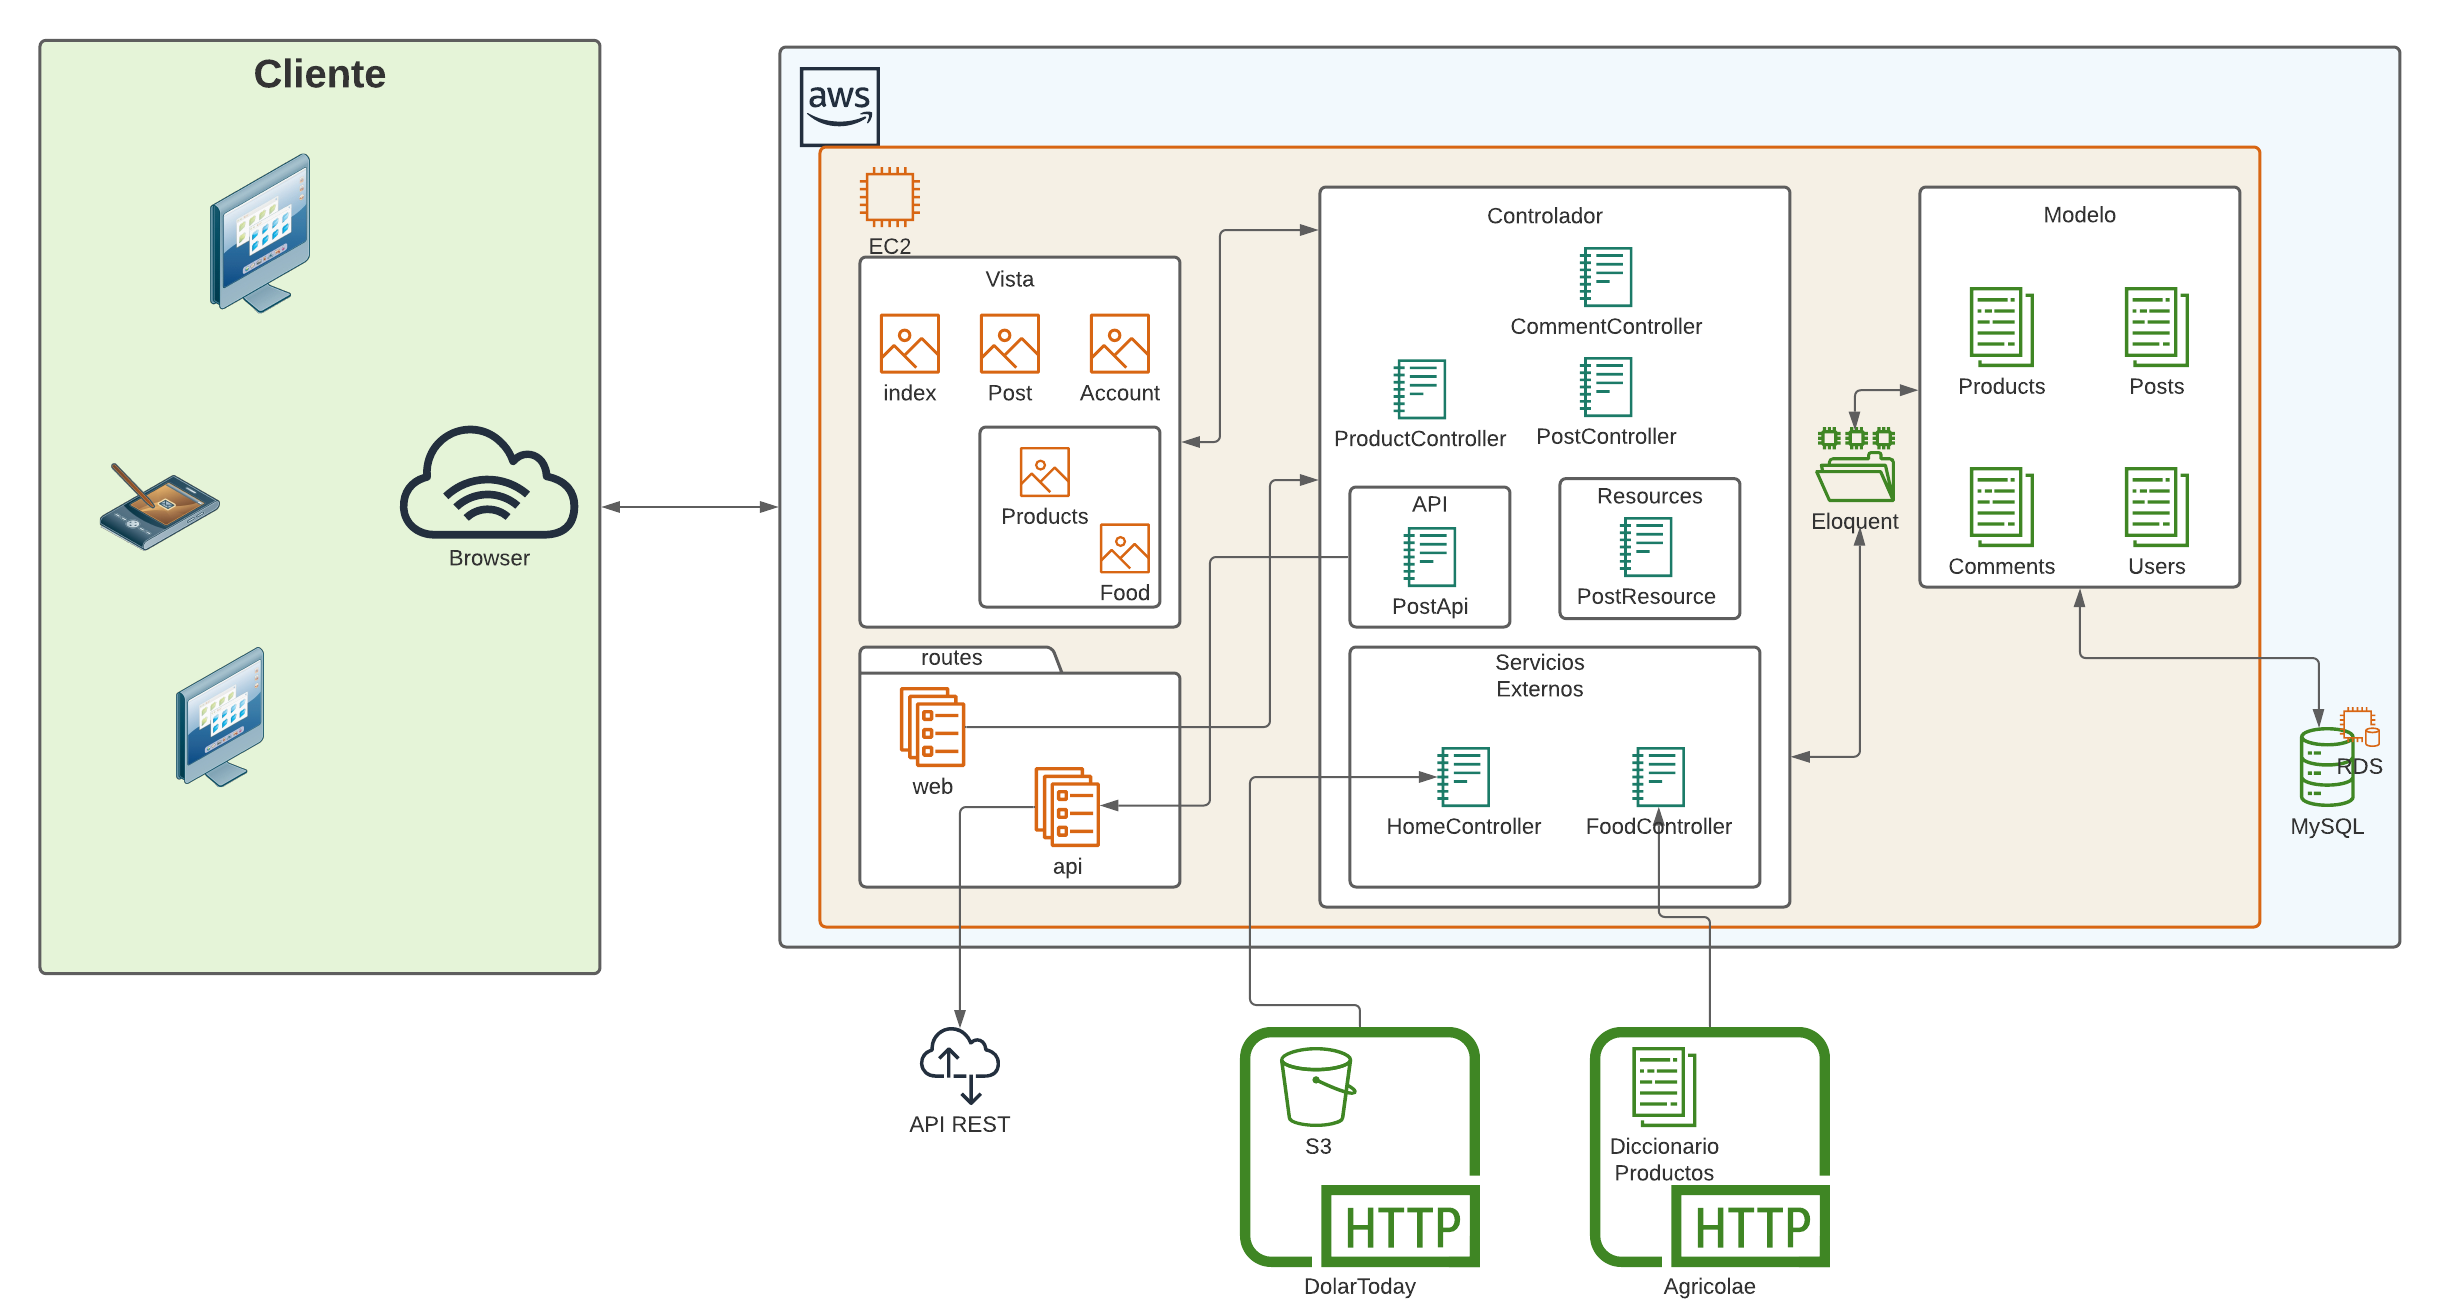 Cliente
Browser
aws
EC2
Vista
index
Post
Account
Products
Food
routes
web
api
Controlador
CommentController
ProductController
PostController
API
PostApi
Resources
PostResource
Servicios
Externos
HomeController
FoodController
Eloquent
Modelo
Products
Posts
Comments
Users
RDS
MySQL
API REST
S3
HTTP
DolarToday
Diccionario
Productos
HTTP
Agricolae